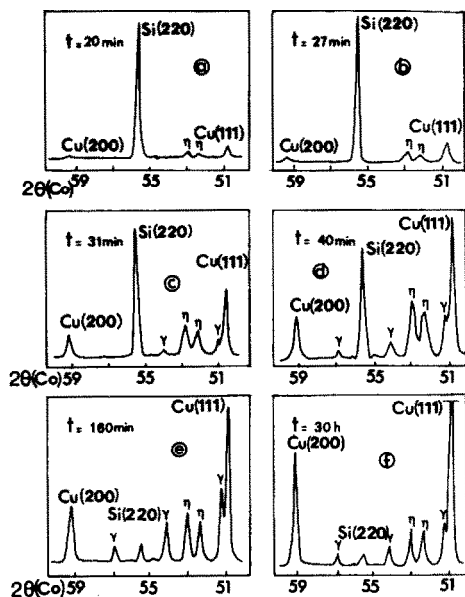 Si(220)
t = 20 min
ⓐ
Cu(200)
η
η
Cu(111)
2θ(Co)
59
55
51
Si(220)
t = 27 min
ⓑ
Cu(200)
η
η
Cu(111)
59
55
51
t = 31 min
Si(220)
Cu(111)
ⓒ
Cu(200)
γ
η
η
γ
2θ(Co)
59
55
51
Cu(111)
t = 40 min
Si(220)
ⓓ
Cu(200)
γ
γ
η
η
γ
59
55
51
Cu(111)
t = 160 min
ⓔ
Cu(200)
γ
Si(220)
γ
η
η
γ
2θ(Co)
59
55
51
Cu(111)
t = 30 h
Cu(200)
ⓕ
γ
Si(220)
γ
η
η
γ
59
55
51